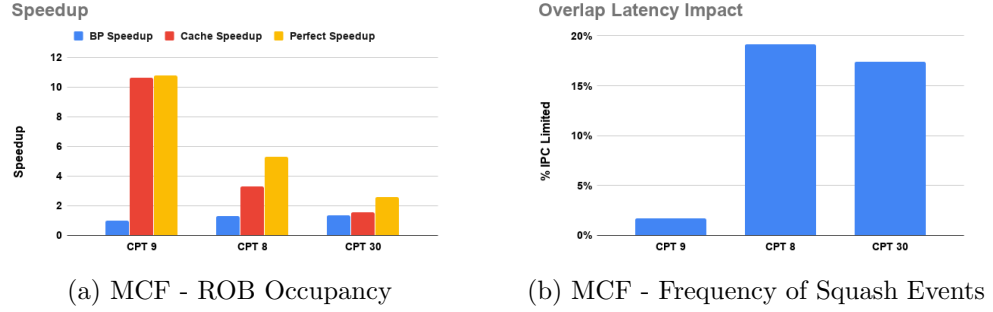 Speedup
BP Speedup Cache Speedup Perfect Speedup
12
10
8
6
4
2
0
Speedup
CPT 9 CPT 8 CPT 30
(a) MCF - ROB Occupancy
Overlap Latency Impact
20%
15%
10%
5%
0%
% IPC Limited
CPT 9 CPT 8 CPT 30
(b) MCF - Frequency of Squash Events